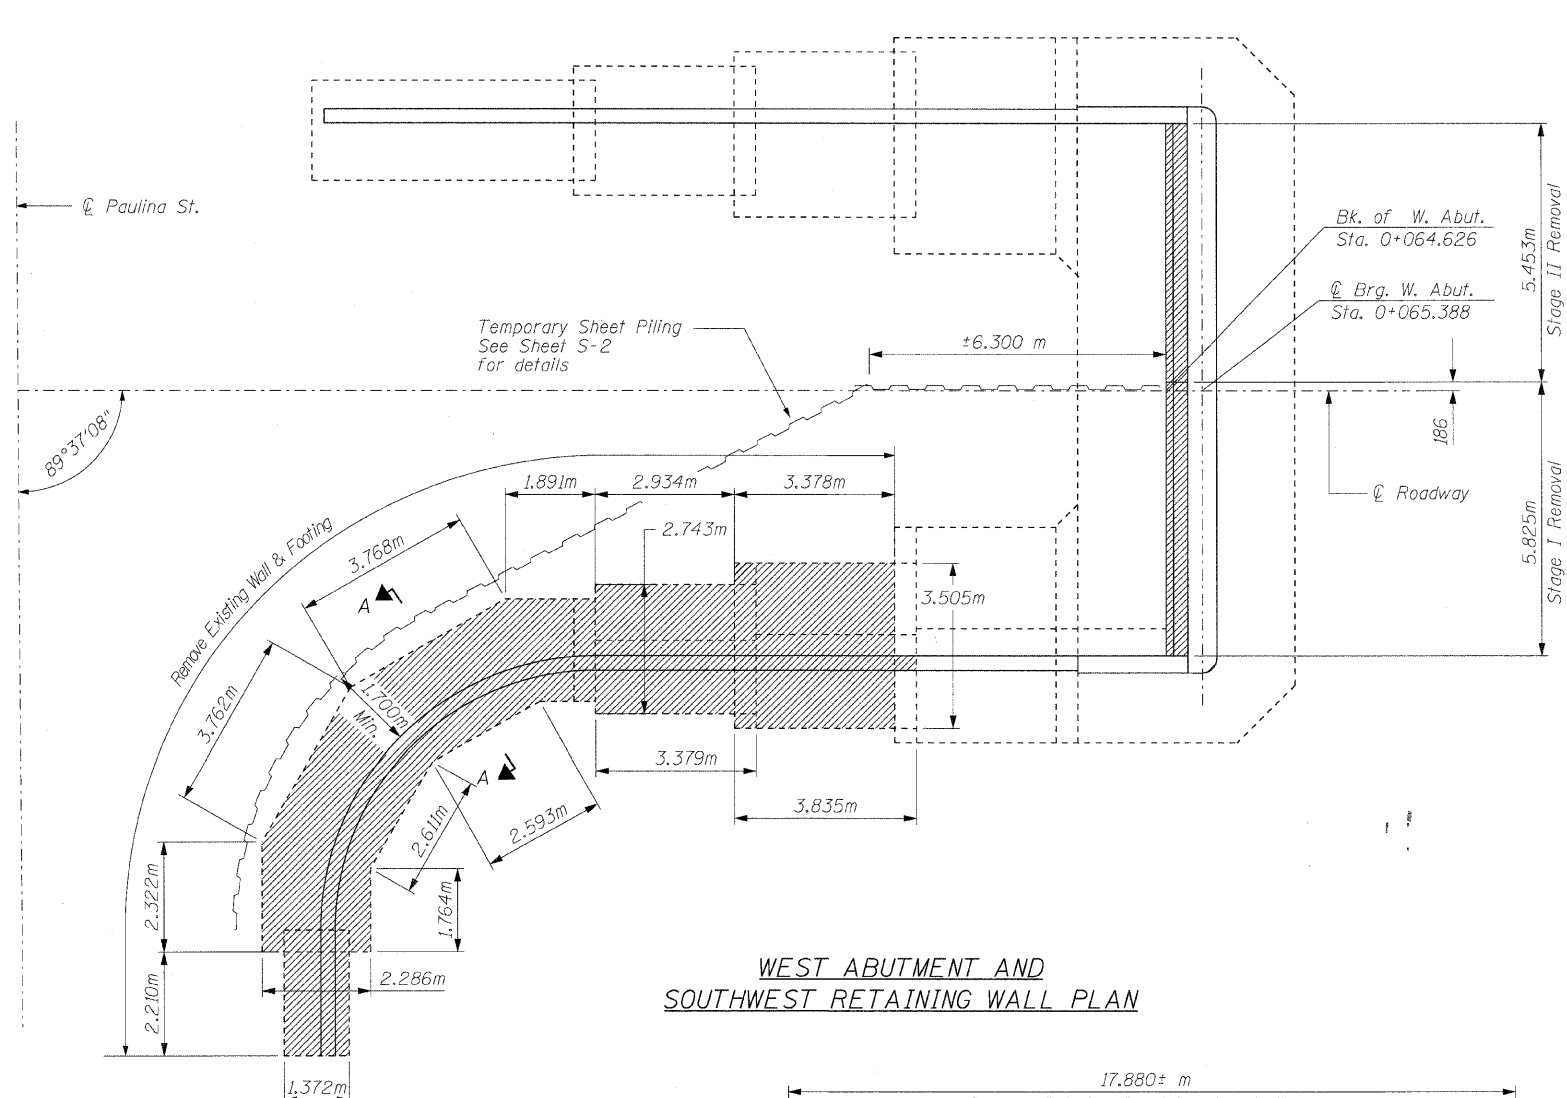 ℄ Paulina St.
Bk. of W. Abut.
Sta. 0+064.626
℄ Brg. W. Abut.
Sta. 0+065.388
5.453m
Stage II Removal
Temporary Sheet Piling
See Sheet S-2
for details
±6.300 m
89°37'08"
186
℄ Roadway
5.825m
Stage I Removal
1.891m
2.934m
3.378m
2.743m
3.505m
Remove Existing Wall & Footing
3.768m
A
3.762m
1.700m
Min.
A
2.611m
2.593m
3.379m
3.835m
2.322m
1.764m
2.210m
2.286m
1.372m
WEST ABUTMENT AND
SOUTHWEST RETAINING WALL PLAN
17.880± m